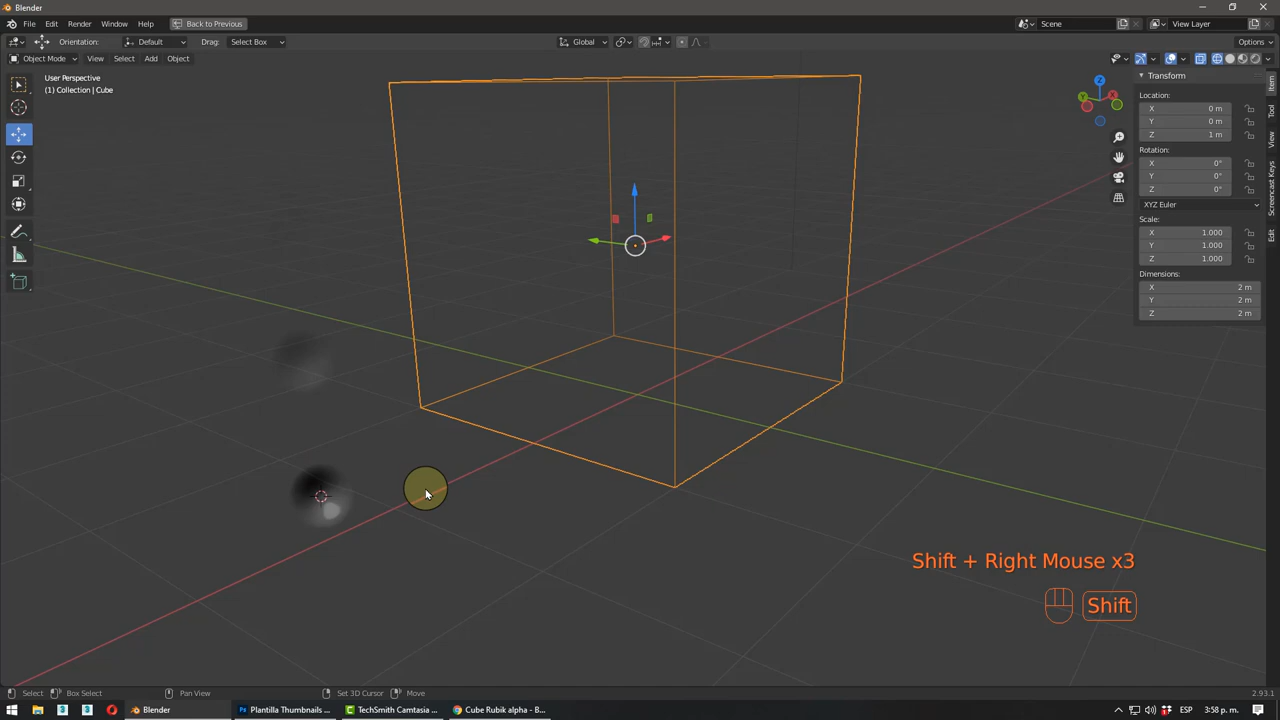 Blender
File Edit Render Window Help Back to Previous Scene View Layer
Orientation: Default Drag: Select Box Global Options
Object Mode View Select Add Object
User Perspective
(1) Collection | Cube
Transform
Location:
X 0 m
Y 0 m
Z 1 m
Rotation:
X 0°
Y 0°
Z 0°
XYZ Euler
Scale:
X 1.000
Y 1.000
Z 1.000
Dimensions:
X 2 m
Y 2 m
Z 2 m
Item
Tool
View
Screencast Keys
Edit
Z
Y
X
Shift + Right Mouse x3
Shift
Select Box Select Pan View Set 3D Cursor Move 2.93.1
Blender Plantilla Thumbnails ... TechSmith Camtasia ... Cube Rubik alpha - B... ESP 3:58 p. m.